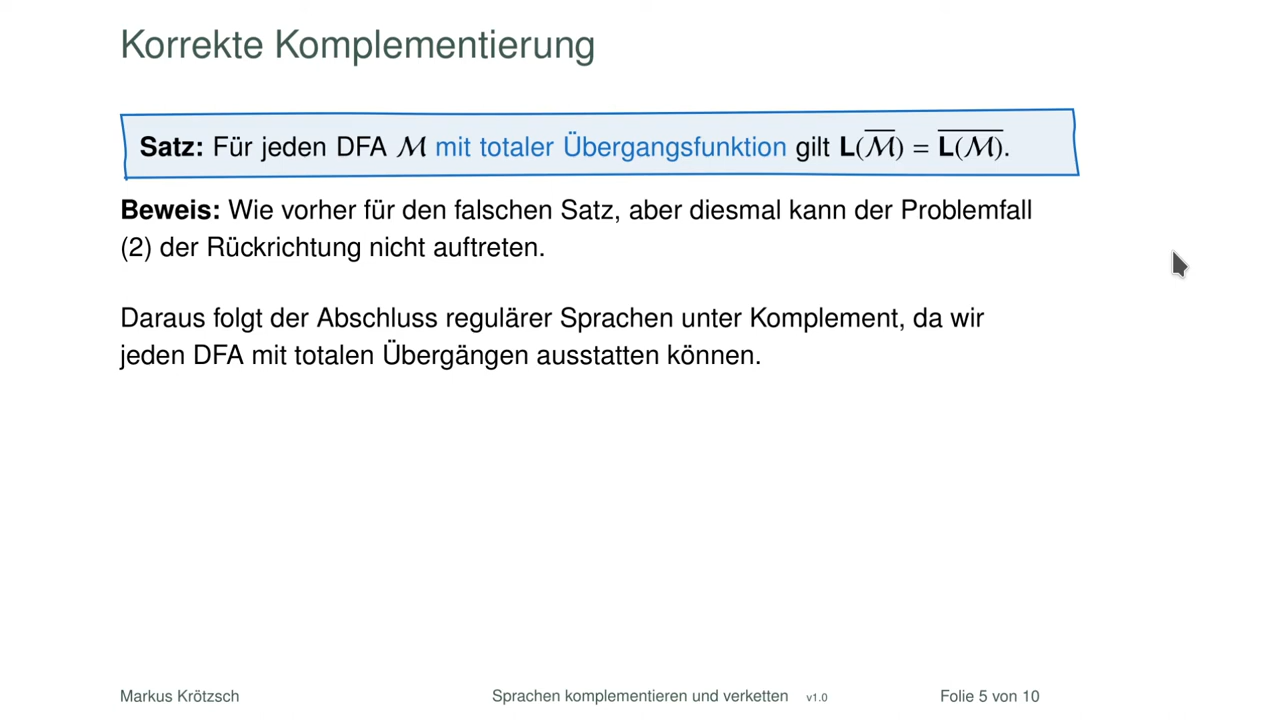 Korrekte Komplementierung
Satz: Für jeden DFA ℳ mit totaler Übergangsfunktion gilt L(ℳ̅) = L̅(̅ℳ̅)̅.
Beweis: Wie vorher für den falschen Satz, aber diesmal kann der Problemfall
(2) der Rückrichtung nicht auftreten.
Daraus folgt der Abschluss regulärer Sprachen unter Komplement, da wir
jeden DFA mit totalen Übergängen ausstatten können.
Markus Krötzsch Sprachen komplementieren und verketten v1.0 Folie 5 von 10